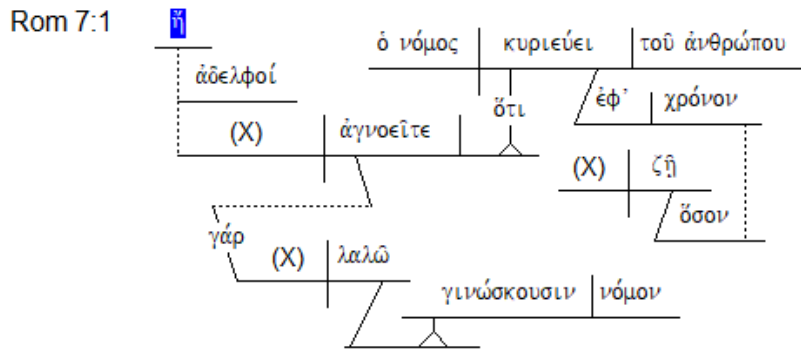 Rom 7:1 ἤ
ὁ νόμος κυριεύει τοῦ ἀνθρώπου
ἀδελφοί
ὅτι ἐφ’ χρόνον
(X) ἀγνοεῖτε
(X) ζῇ
ὅσον
γάρ
(X) λαλῶ
γινώσκουσιν νόμον